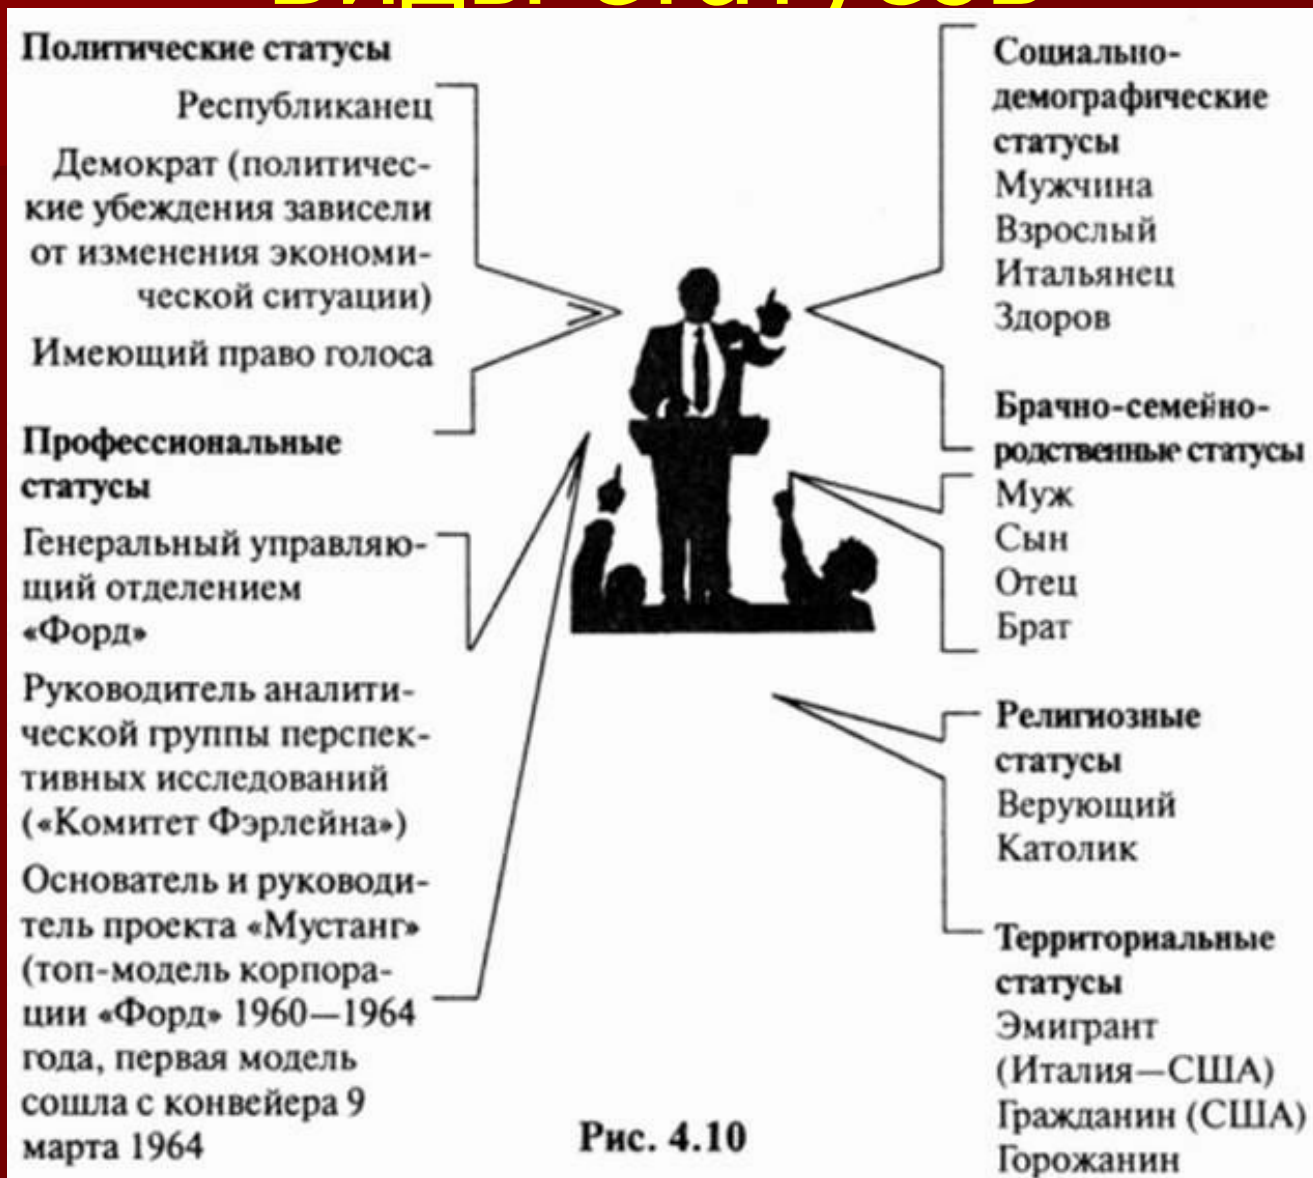 Виды статусов
Политические статусы
Республиканец
Демократ (политичес-
кие убеждения зависели
от изменения экономи-
ческой ситуации)
Имеющий право голоса
Профессиональные
статусы
Генеральный управляю-
щий отделением
«Форд»
Руководитель аналити-
ческой группы перспек-
тивных исследований
(«Комитет Фэрлейна»)
Основатель и руководи-
тель проекта «Мустанг»
(топ-модель корпора-
ции «Форд» 1960—1964
года, первая модель
сошла с конвейера 9
марта 1964
Социально-
демографические
статусы
Мужчина
Взрослый
Итальянец
Здоров
Брачно-семейно-
родственные статусы
Муж
Сын
Отец
Брат
Религиозные
статусы
Верующий
Католик
Территориальные
статусы
Эмигрант
(Италия—США)
Гражданин (США)
Горожанин
Рис. 4.10